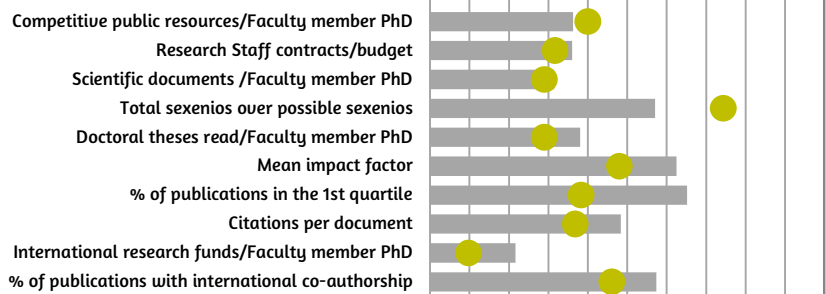 Competitive public resources/Faculty member PhD
Research Staff contracts/budget
Scientific documents /Faculty member PhD
Total sexenios over possible sexenios
Doctoral theses read/Faculty member PhD
Mean impact factor
% of publications in the 1st quartile
Citations per document
International research funds/Faculty member PhD
% of publications with international co-authorship